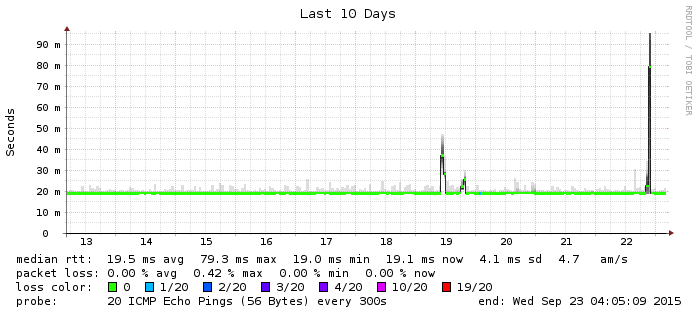 Last 10 Days
RRDTOOL / TOBI OETIKER
Seconds
90 m
80 m
70 m
60 m
50 m
40 m
30 m
20 m
10 m
0
13 14 15 16 17 18 19 20 21 22
median rtt: 19.5 ms avg 79.3 ms max 19.0 ms min 19.1 ms now 4.1 ms sd 4.7 am/s
packet loss: 0.00 % avg 0.42 % max 0.00 % min 0.00 % now
loss color: 0 1/20 2/20 3/20 4/20 10/20 19/20
probe: 20 ICMP Echo Pings (56 Bytes) every 300s end: Wed Sep 23 04:05:09 2015